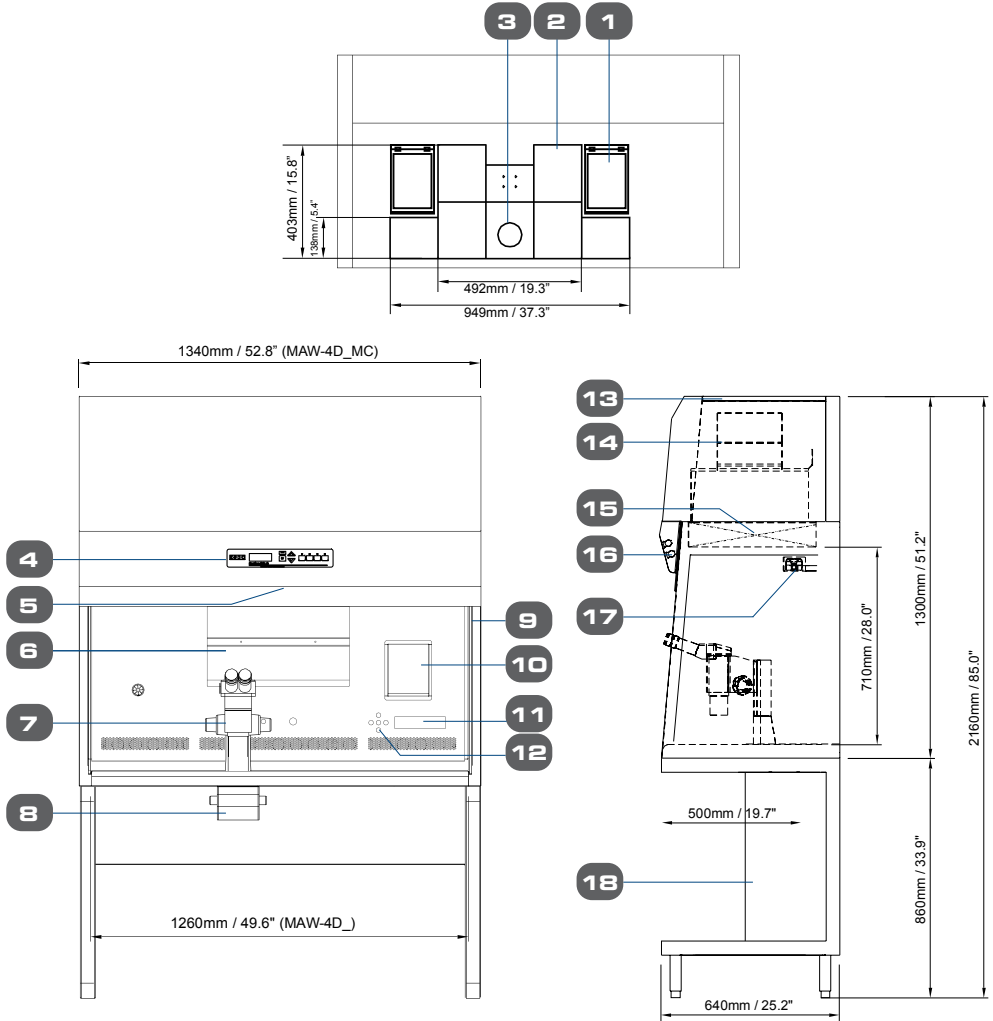 3
2
1
403mm / 15.8"
138mm / 5.4"
492mm / 19.3"
949mm / 37.3"
1340mm / 52.8" (MAW-4D_MC)
4
5
6
7
8
9
10
11
12
1260mm / 49.6" (MAW-4D_)
13
14
15
16
17
18
710mm / 28.0"
1300mm / 51.2"
2160mm / 85.0"
500mm / 19.7"
860mm / 33.9"
640mm / 25.2"